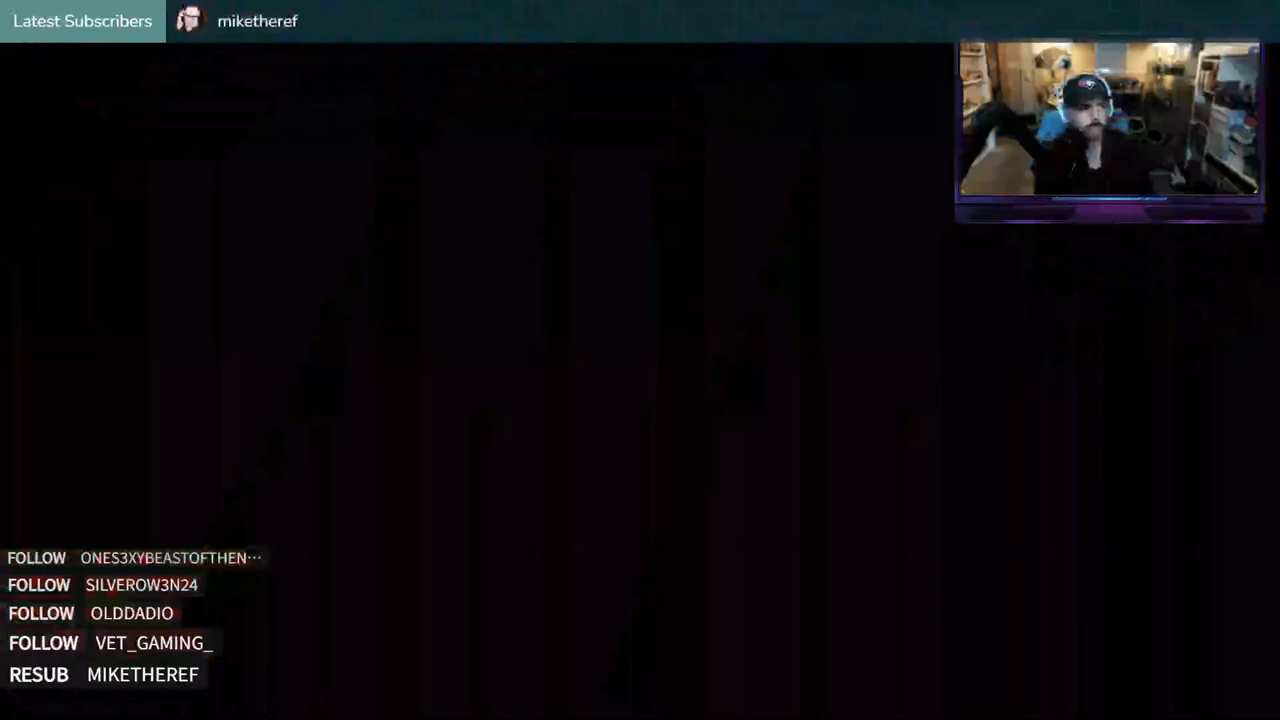 Latest Subscribers miketheref
FOLLOW ONES3XYBEASTOFTHEN…
FOLLOW SILVEROW3N24
FOLLOW OLDDADIO
FOLLOW VET_GAMING_
RESUB MIKETHEREF